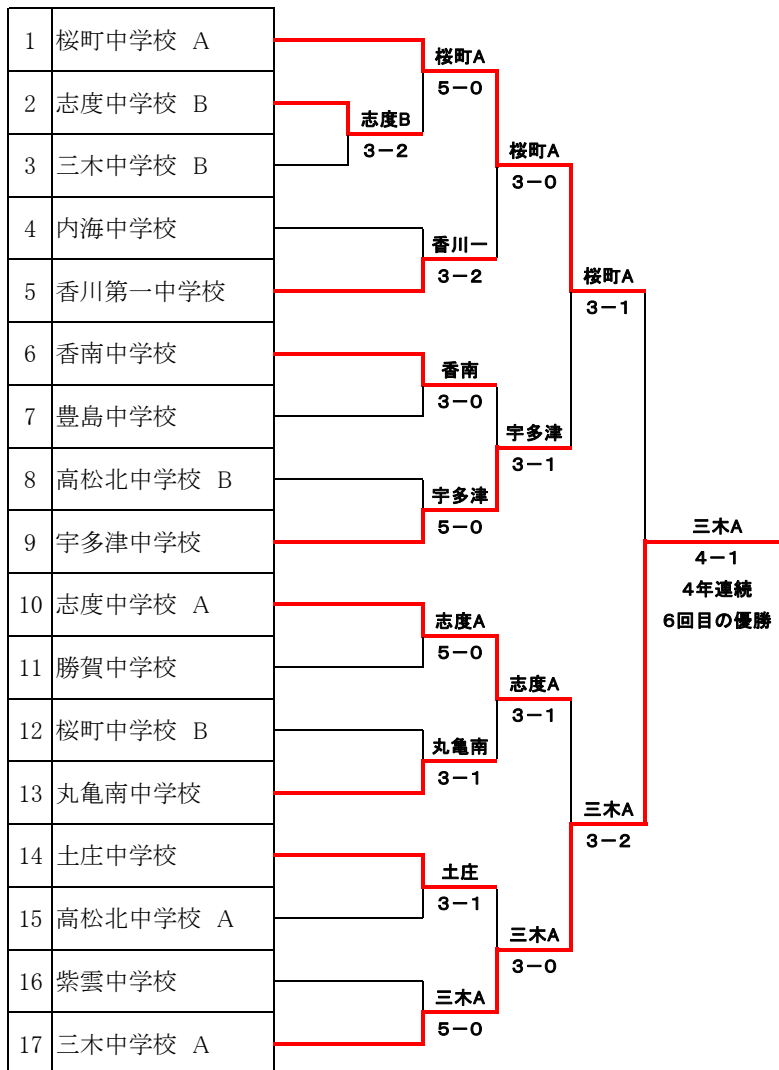 1 桜町中学校 A
2 志度中学校 B
3 三木中学校 B
4 内海中学校
5 香川第一中学校
6 香南中学校
7 豊島中学校
8 高松北中学校 B
9 宇多津中学校
10 志度中学校 A
11 勝賀中学校
12 桜町中学校 B
13 丸亀南中学校
14 土庄中学校
15 高松北中学校 A
16 紫雲中学校
17 三木中学校 A
志度B
3−2
桜町A
5−0
香川一
3−2
香南
3−0
宇多津
5−0
志度A
5−0
丸亀南
3−1
土庄
3−1
三木A
5−0
桜町A
3−0
宇多津
3−1
志度A
3−1
三木A
3−0
桜町A
3−1
三木A
3−2
三木A
4−1
4年連続
6回目の優勝